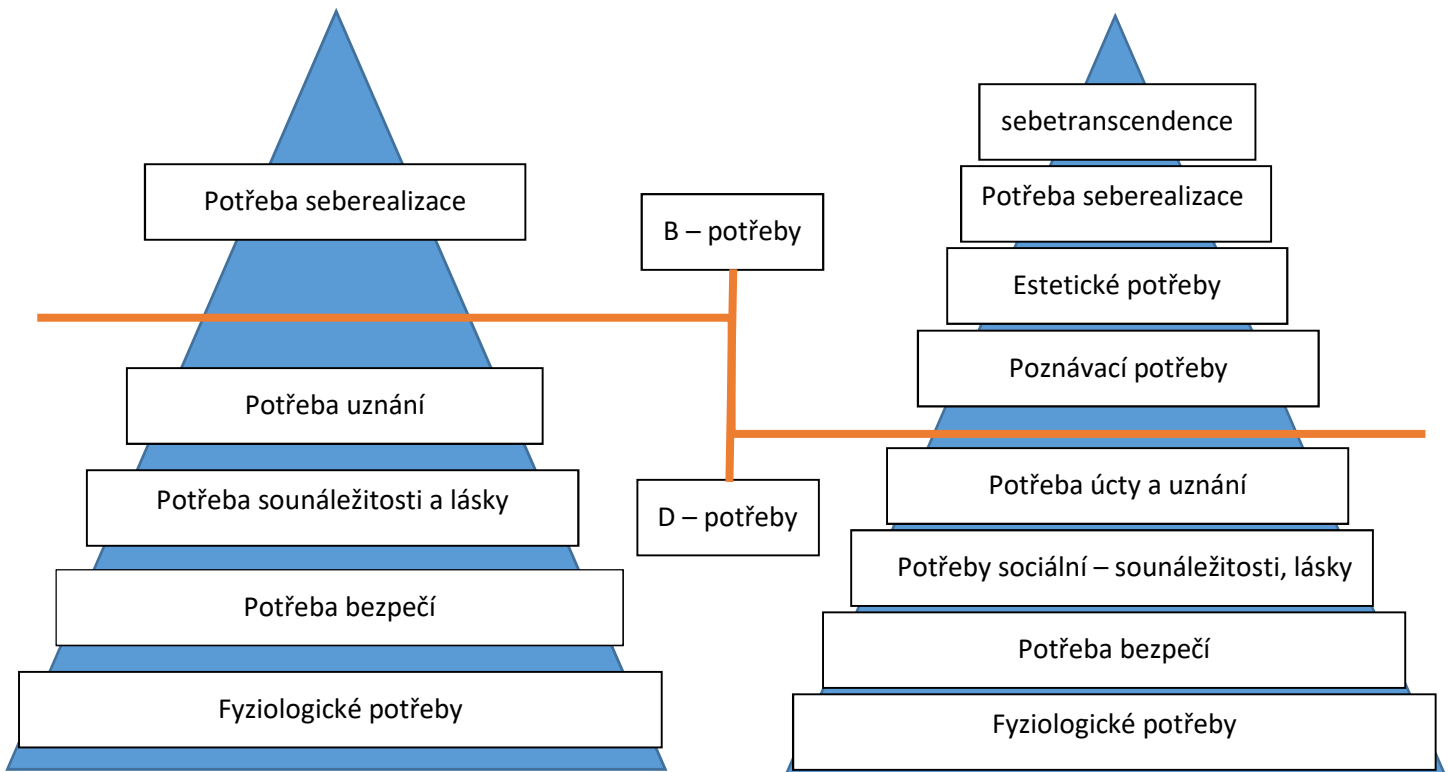 Potřeba seberealizace
Potřeba uznání
Potřeba sounáležitosti a lásky
Potřeba bezpečí
Fyziologické potřeby
B – potřeby
D – potřeby
sebetranscendence
Potřeba seberealizace
Estetické potřeby
Poznávací potřeby
Potřeba úcty a uznání
Potřeby sociální – sounáležitosti, lásky
Potřeba bezpečí
Fyziologické potřeby